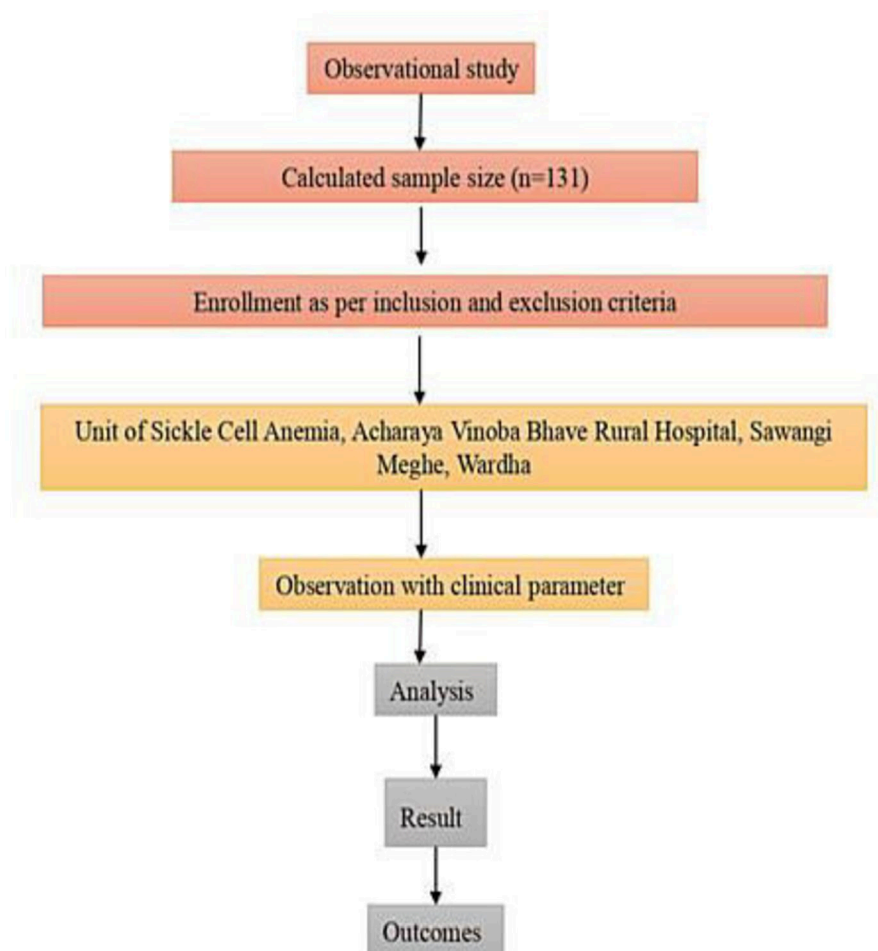 Observational study
Calculated sample size (n=131)
Enrollment as per inclusion and exclusion criteria
Unit of Sickle Cell Anemia, Acharaya Vinoba Bhave Rural Hospital, Sawangi
Meghe, Wardha
Observation with clinical parameter
Analysis
Result
Outcomes